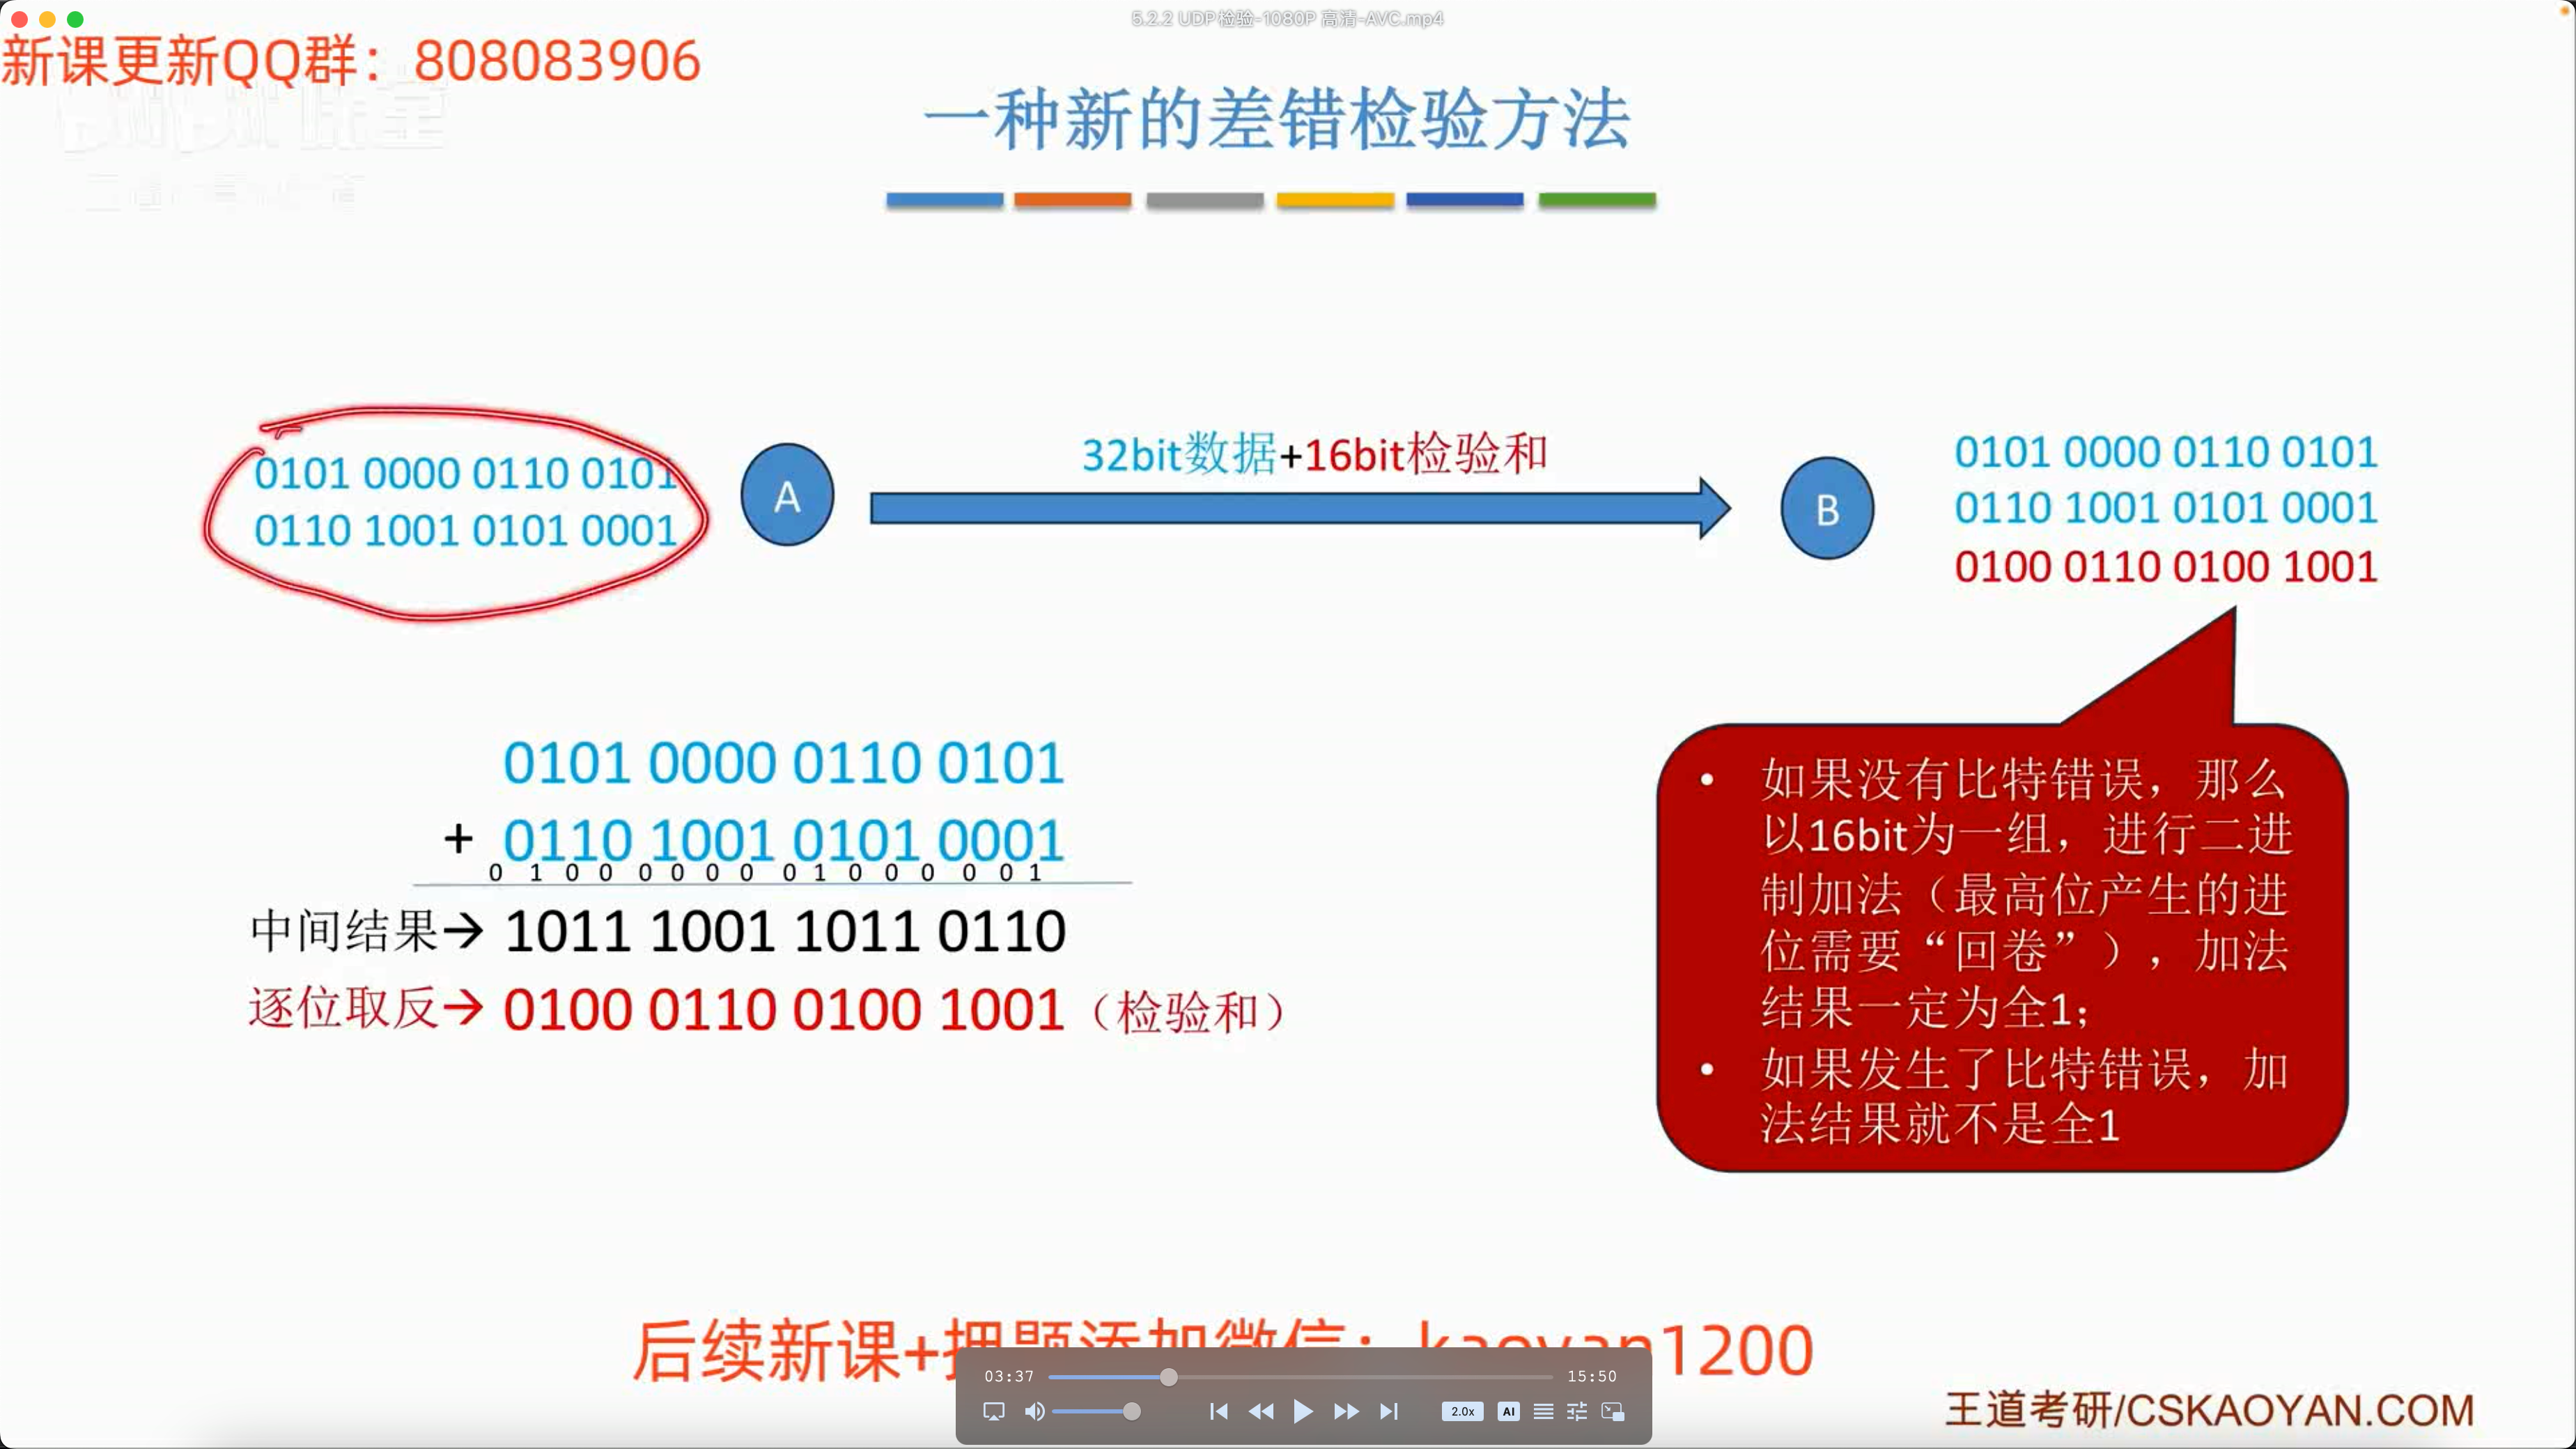 5.2.2 UDP检验-1080P 高清-AVC.mp4
新课更新QQ群：808083906
一种新的差错检验方法
0101 0000 0110 0101
0110 1001 0101 0001
A
32bit数据+16bit检验和
B
0101 0000 0110 0101
0110 1001 0101 0001
0100 0110 0100 1001
0101 0000 0110 0101
+ 0110 1001 0101 0001
0 1 0 0 0 0 0 0 0 1 0 0 0 0 0 1
中间结果→ 1011 1001 1011 0110
逐位取反→ 0100 0110 0100 1001（检验和）
• 如果没有比特错误，那么
以16bit为一组，进行二进
制加法（最高位产生的进
位需要“回卷”），加法
结果一定为全1；
• 如果发生了比特错误，加
法结果就不是全1
后续新课+押题添加微信：kaoyan1200
03:37
15:50
2.0x
AI
王道考研/CSKAOYAN.COM